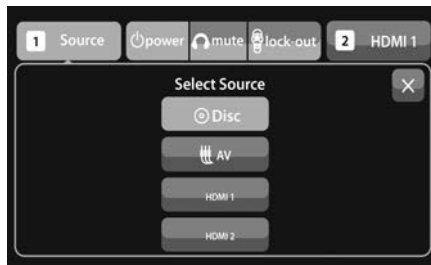 1 Source power mute lock-out 2 HDMI 1
Select Source
X
Disc
AV
HDMI 1
HDMI 2